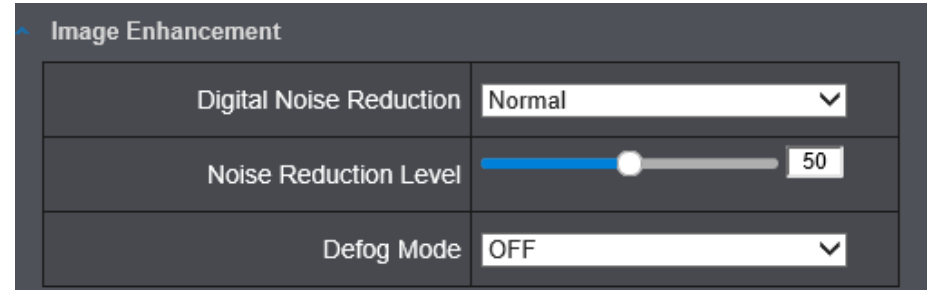 Image Enhancement
Digital Noise Reduction Normal
Noise Reduction Level 50
Defog Mode OFF